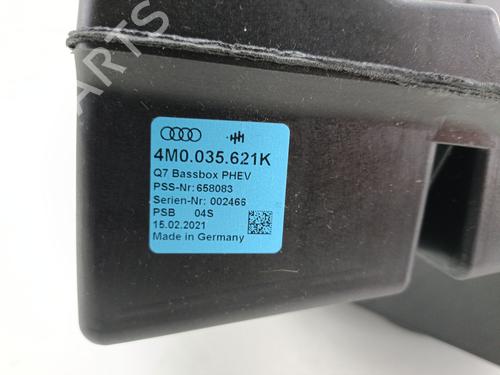 4M0.035.621K
Q7 Bassbox PHEV
PSS-Nr: 658083
Serien-Nr: 002466
PSB 04S
15.02.2021
Made in Germany
B-PARTS